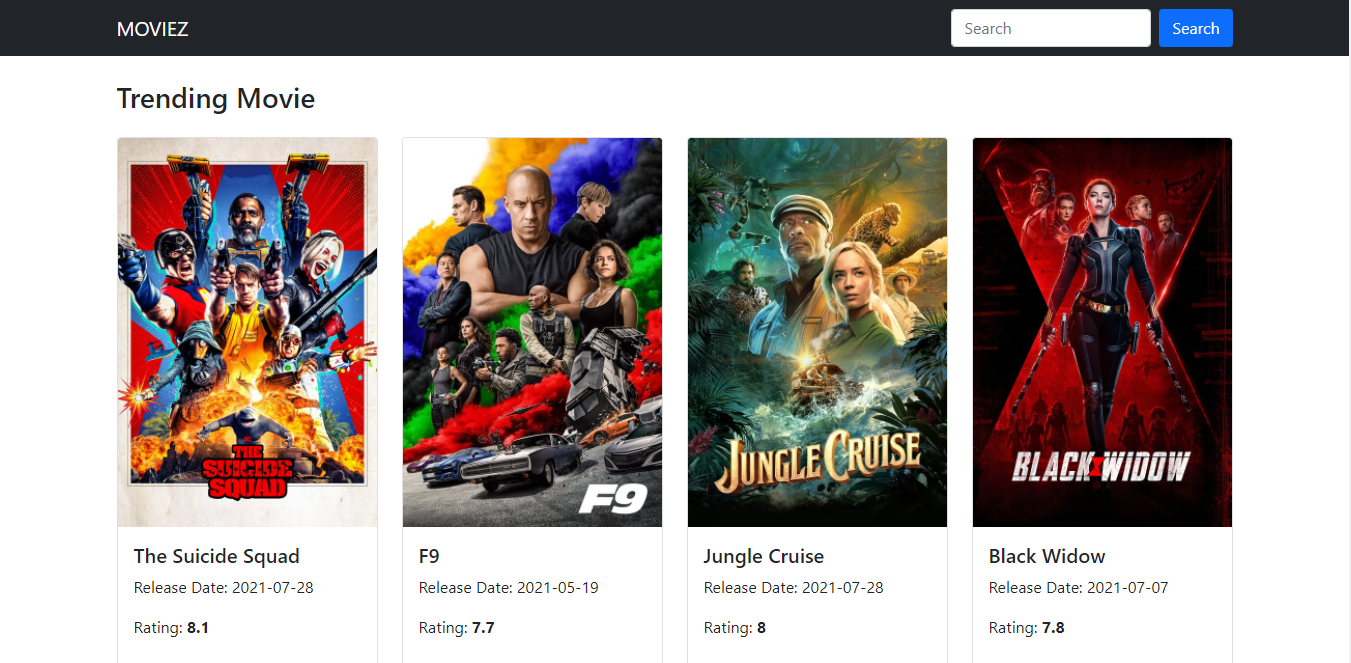 MOVIEZ
Search
Search
Trending Movie
THE
SUICIDE
SQUAD
F9
JUNGLE CRUISE
BLACK WIDOW
The Suicide Squad
Release Date: 2021-07-28
Rating: 8.1
F9
Release Date: 2021-05-19
Rating: 7.7
Jungle Cruise
Release Date: 2021-07-28
Rating: 8
Black Widow
Release Date: 2021-07-07
Rating: 7.8